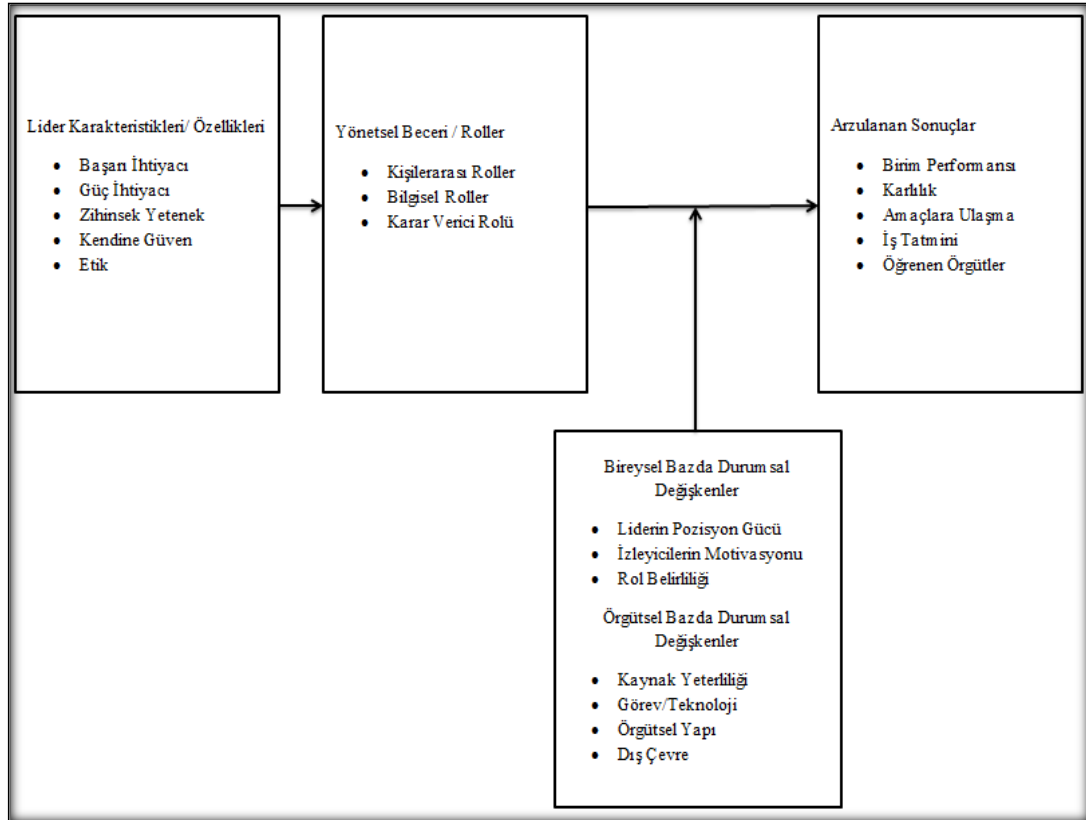 Lider Karakteristikleri/ Özellikleri
• Başarı İhtiyacı
• Güç İhtiyacı
• Zihinsek Yetenek
• Kendine Güven
• Etik
Yönetsel Beceri / Roller
• Kişilerarası Roller
• Bilgisel Roller
• Karar Verici Rolü
Arzulanan Sonuçlar
• Birim Performansı
• Karlılık
• Amaçlara Ulaşma
• İş Tatmini
• Öğrenen Örgütler
Bireysel Bazda Durumsal
Değişkenler
• Liderin Pozisyon Gücü
• İzleyicilerin Motivasyonu
• Rol Belirliliği
Örgütsel Bazda Durumsal
Değişkenler
• Kaynak Yeterliliği
• Görev/Teknoloji
• Örgütsel Yapı
• Dış Çevre